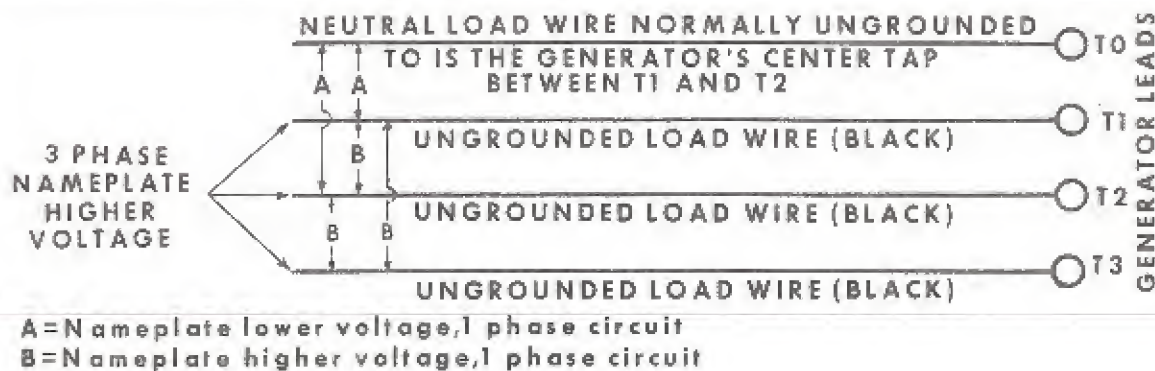 NEUTRAL LOAD WIRE NORMALLY UNGROUNDED
T0
TO IS THE GENERATOR'S CENTER TAP
BETWEEN T1 AND T2
A A
T1
UNGROUNDED LOAD WIRE (BLACK)
B
3 PHASE
NAMEPLATE
HIGHER
VOLTAGE
T2
UNGROUNDED LOAD WIRE (BLACK)
B B
T3
UNGROUNDED LOAD WIRE (BLACK)
GENERATOR LEADS
A=Nameplate lower voltage,1 phase circuit
B=Nameplate higher voltage,1 phase circuit